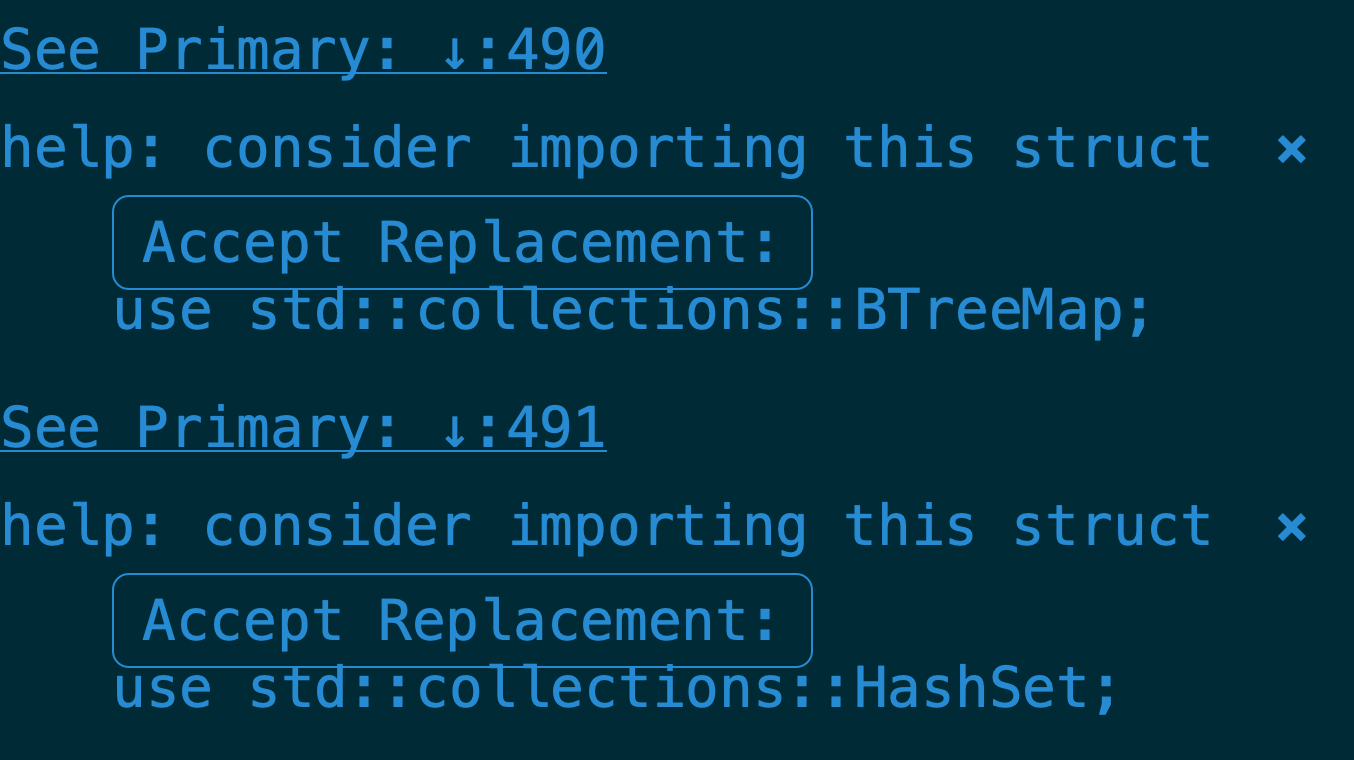 See Primary: ↓:490
help: consider importing this struct ×
Accept Replacement:
use std::collections::BTreeMap;
See Primary: ↓:491
help: consider importing this struct ×
Accept Replacement:
use std::collections::HashSet;